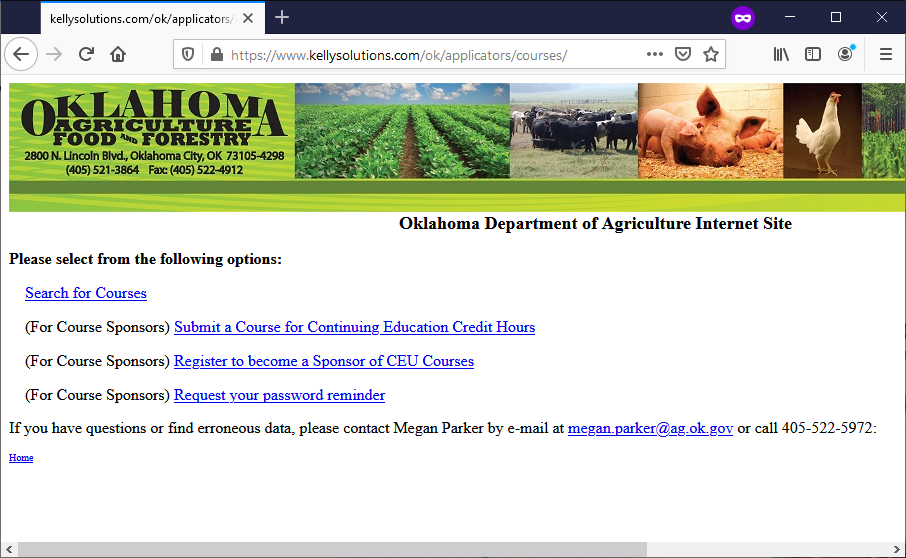 kellysolutions.com/ok/applicators/
https://www.kellysolutions.com/ok/applicators/courses/
OKLAHOMA
AGRICULTURE
FOOD AND FORESTRY
2800 N. Lincoln Blvd., Oklahoma City, OK 73105-4298
(405) 521-3864 Fax: (405) 522-4912
Oklahoma Department of Agriculture Internet Site
Please select from the following options:
Search for Courses
(For Course Sponsors) Submit a Course for Continuing Education Credit Hours
(For Course Sponsors) Register to become a Sponsor of CEU Courses
(For Course Sponsors) Request your password reminder
If you have questions or find erroneous data, please contact Megan Parker by e-mail at megan.parker@ag.ok.gov or call 405-522-5972:
Home